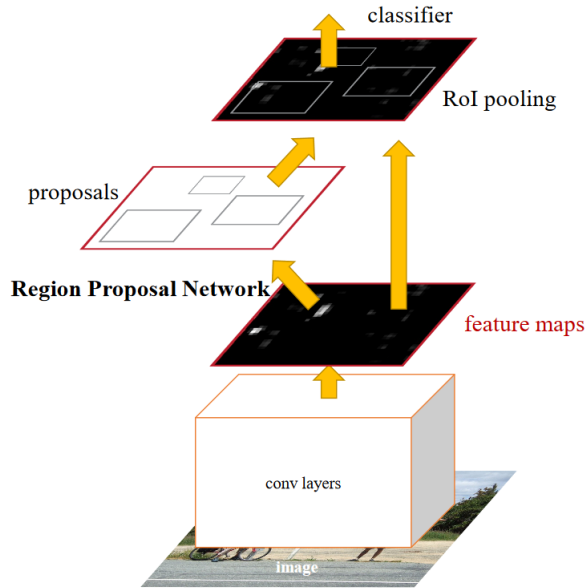 classifier
RoI pooling
proposals
Region Proposal Network
feature maps
conv layers
image